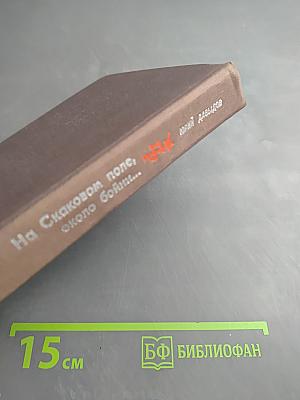 На Скаковом поле,
около бойни...
ЮРИЙ ДАВЫДОВ
15 см
БФ БИБЛИОФАН